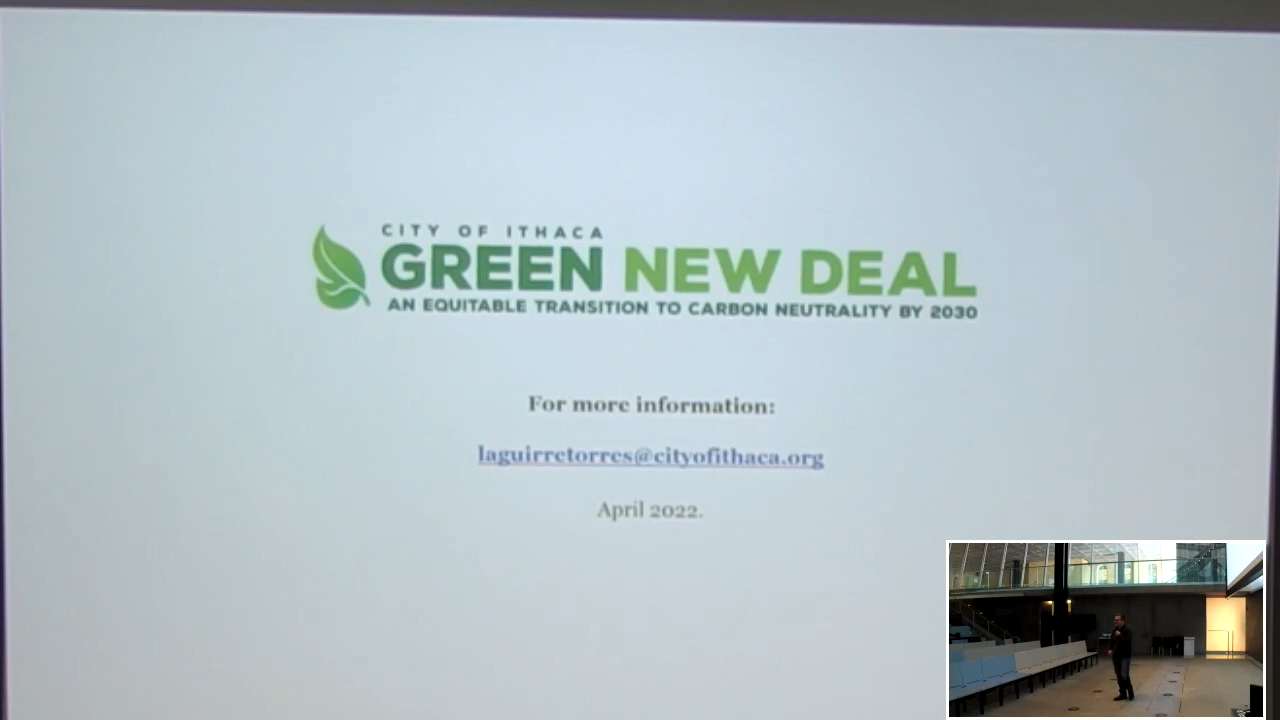 CITY OF ITHACA
GREEN NEW DEAL
AN EQUITABLE TRANSITION TO CARBON NEUTRALITY BY 2030
For more information:
laguirretorres@cityofithaca.org
April 2022.